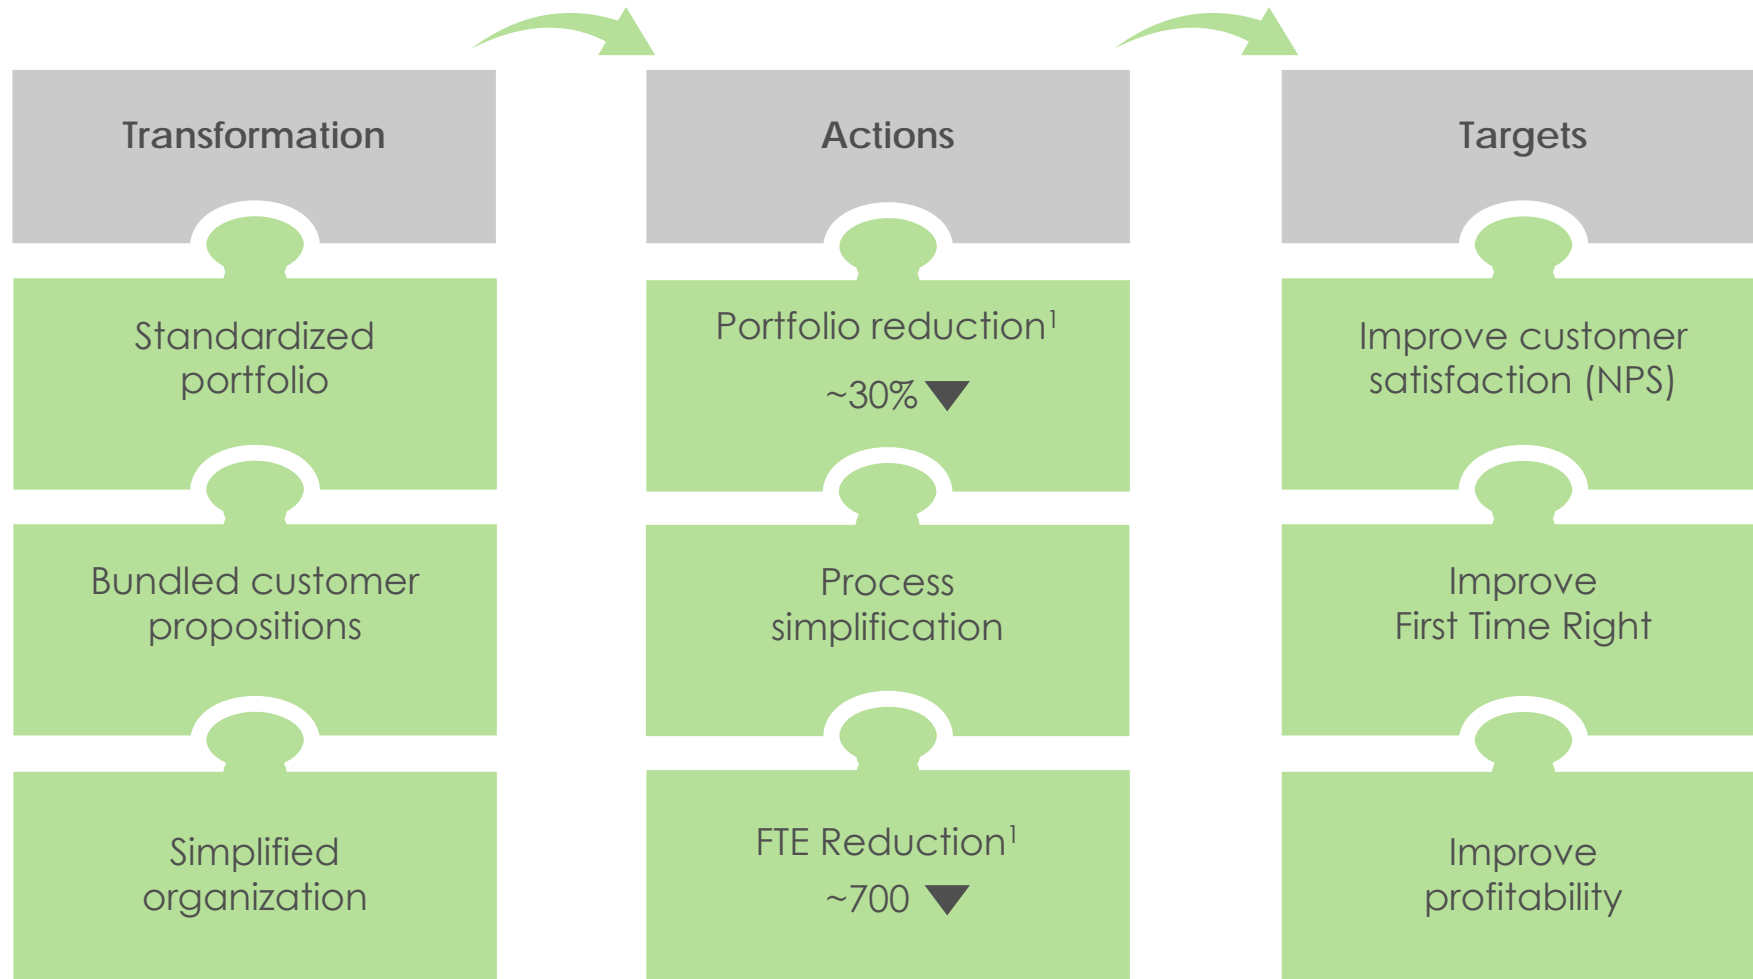 Transformation
Standardized
portfolio
Bundled customer
propositions
Simplified
organization
Actions
Portfolio reduction¹
~30% ▼
Process
simplification
FTE Reduction¹
~700 ▼
Targets
Improve customer
satisfaction (NPS)
Improve
First Time Right
Improve
profitability